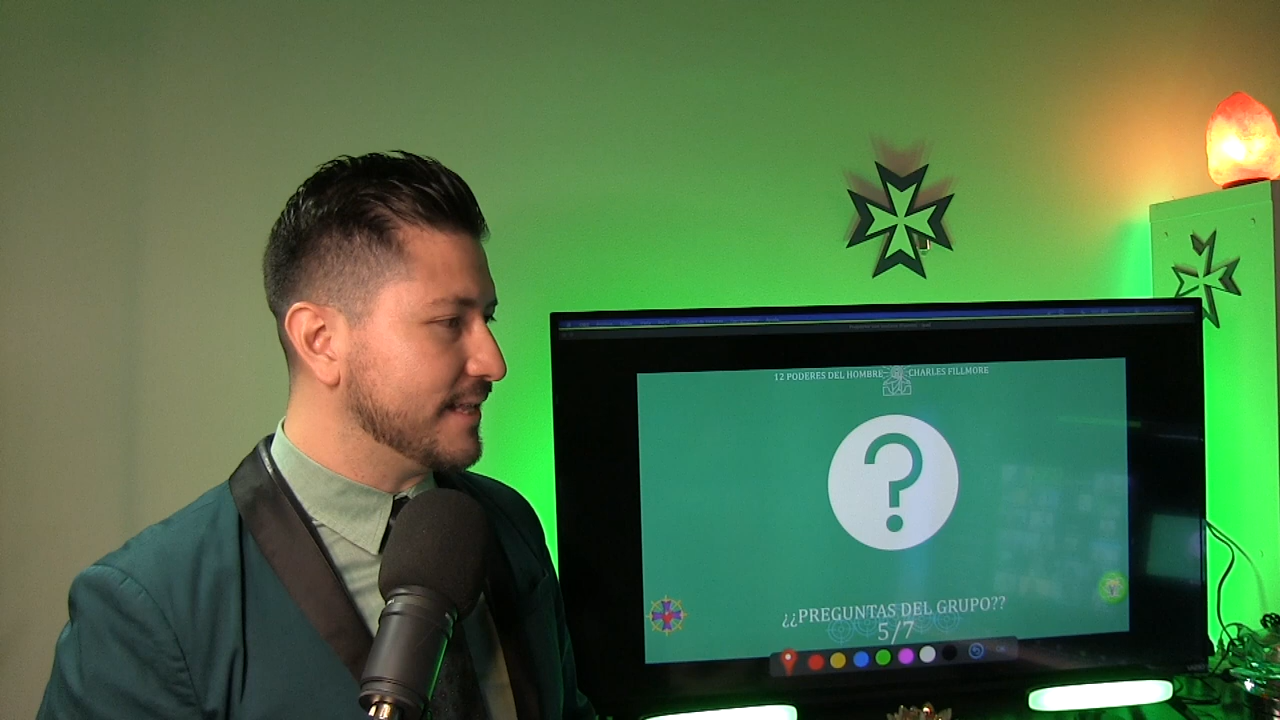 12 PODERES DEL HOMBRE CHARLES FILLMORE
?
¿¿PREGUNTAS DEL GRUPO??
5/7